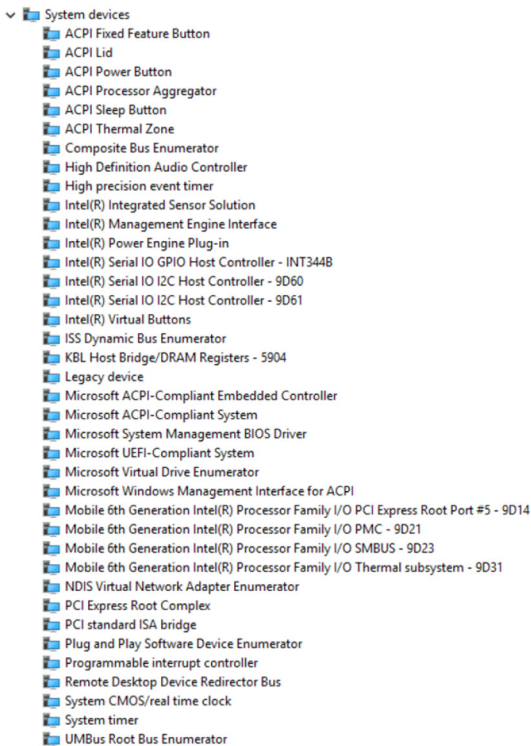 System devices
ACPI Fixed Feature Button
ACPI Lid
ACPI Power Button
ACPI Processor Aggregator
ACPI Sleep Button
ACPI Thermal Zone
Composite Bus Enumerator
High Definition Audio Controller
High precision event timer
Intel(R) Integrated Sensor Solution
Intel(R) Management Engine Interface
Intel(R) Power Engine Plug-in
Intel(R) Serial IO GPIO Host Controller - INT344B
Intel(R) Serial IO I2C Host Controller - 9D60
Intel(R) Serial IO I2C Host Controller - 9D61
Intel(R) Virtual Buttons
ISS Dynamic Bus Enumerator
KBL Host Bridge/DRAM Registers - 5904
Legacy device
Microsoft ACPI-Compliant Embedded Controller
Microsoft ACPI-Compliant System
Microsoft System Management BIOS Driver
Microsoft UEFI-Compliant System
Microsoft Virtual Drive Enumerator
Microsoft Windows Management Interface for ACPI
Mobile 6th Generation Intel(R) Processor Family I/O PCI Express Root Port #5 - 9D14
Mobile 6th Generation Intel(R) Processor Family I/O PMC - 9D21
Mobile 6th Generation Intel(R) Processor Family I/O SMBUS - 9D23
Mobile 6th Generation Intel(R) Processor Family I/O Thermal subsystem - 9D31
NDIS Virtual Network Adapter Enumerator
PCI Express Root Complex
PCI standard ISA bridge
Plug and Play Software Device Enumerator
Programmable interrupt controller
Remote Desktop Device Redirector Bus
System CMOS/real time clock
System timer
UMBus Root Bus Enumerator